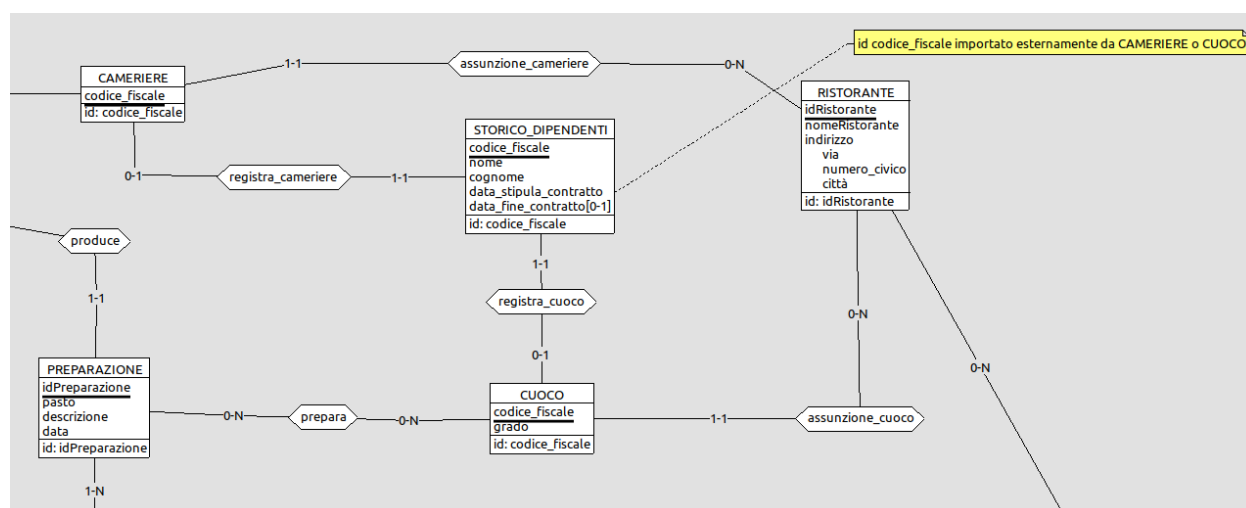 id codice_fiscale importato esternamente da CAMERIERE o CUOCO
1-1
assunzione_cameriere
0-N
CAMERIERE
codice_fiscale
id: codice_fiscale
RISTORANTE
idRistorante
nomeRistorante
indirizzo
via
numero_civico
città
id: idRistorante
STORICO_DIPENDENTI
codice_fiscale
nome
cognome
data_stipula_contratto
data_fine_contratto[0-1]
id: codice_fiscale
0-1
registra_cameriere
1-1
produce
1-1
1-1
registra_cuoco
0-1
0-N
0-N
PREPARAZIONE
idPreparazione
pasto
descrizione
data
id: idPreparazione
0-N
prepara
0-N
CUOCO
codice_fiscale
grado
id: codice_fiscale
1-1
assunzione_cuoco
1-N